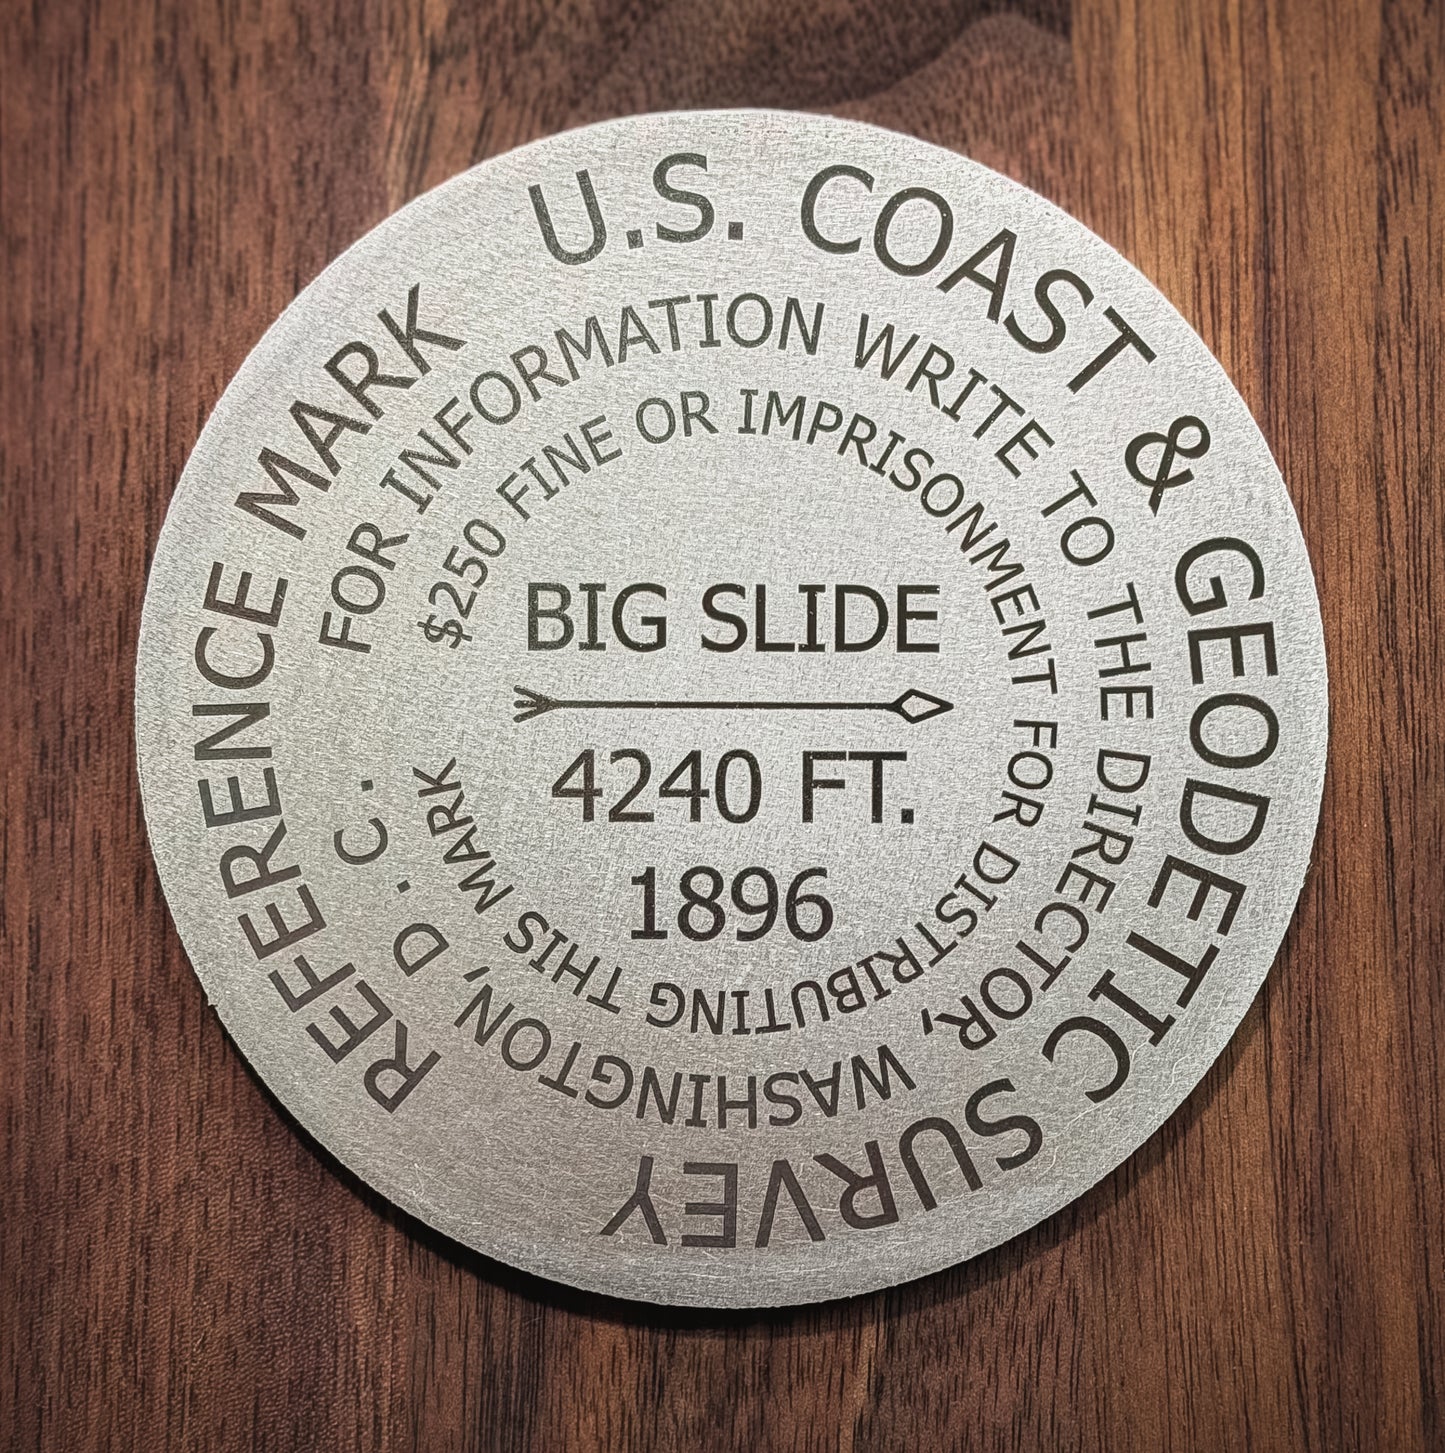 U.S. COAST & GEODETIC SURVEY REFERENCE MARK
FOR INFORMATION WRITE TO THE DIRECTOR, WASHINGTON, D. C.
$250 FINE OR IMPRISONMENT FOR DISTRIBUTING THIS MARK
BIG SLIDE
4240 FT.
1896